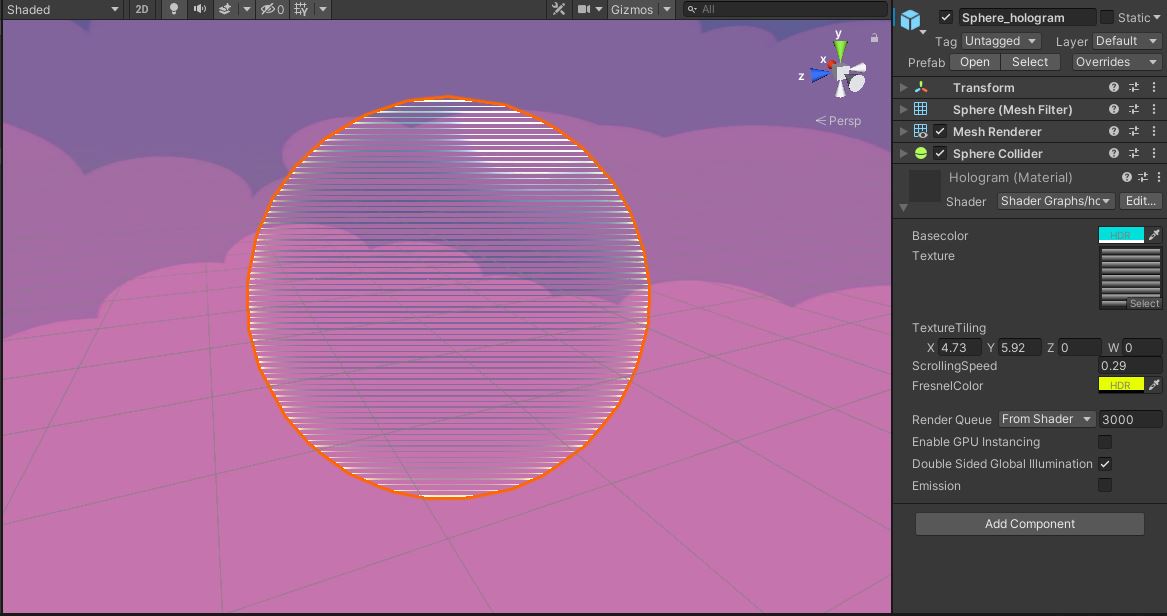 Shaded 2D 0 Gizmos All
y
x
z
Persp
Sphere_hologram Static
Tag Untagged Layer Default
Prefab Open Select Overrides
Transform
Sphere (Mesh Filter)
Mesh Renderer
Sphere Collider
Hologram (Material)
Shader Shader Graphs/hc Edit...
Basecolor HDR
Texture
Select
TextureTiling
X 4.73 Y 5.92 Z 0 W 0
ScrollingSpeed 0.29
FresnelColor HDR
Render Queue From Shader 3000
Enable GPU Instancing
Double Sided Global Illumination
Emission
Add Component